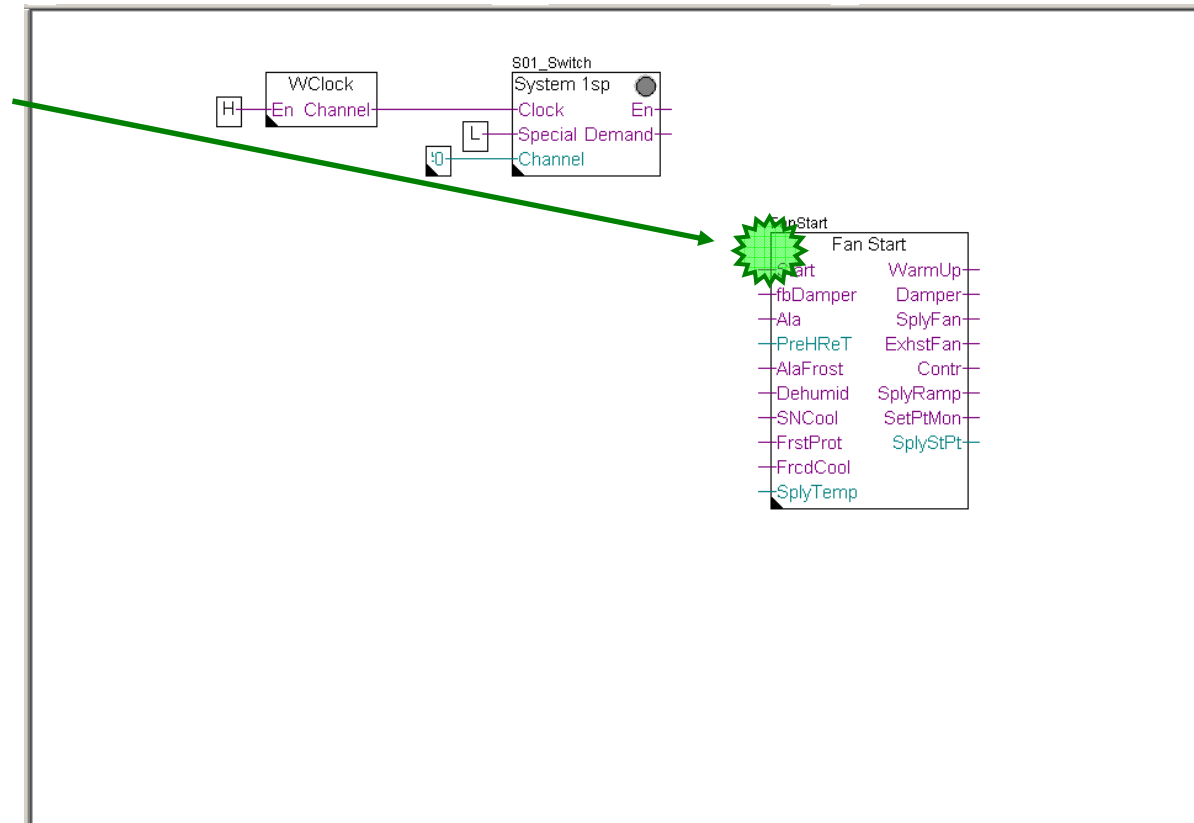 S01_Switch
WClock
System 1sp
H En Channel
Clock En
L Special Demand
Channel
Fan Start
WarmUp
fbDamper Damper
Ala SplyFan
PreHReT ExhstFan
AlaFrost Contr
Dehumid SplyRamp
SNCool SetPtMon
FrstProt SplyStPt
FrcdCool
SplyTemp